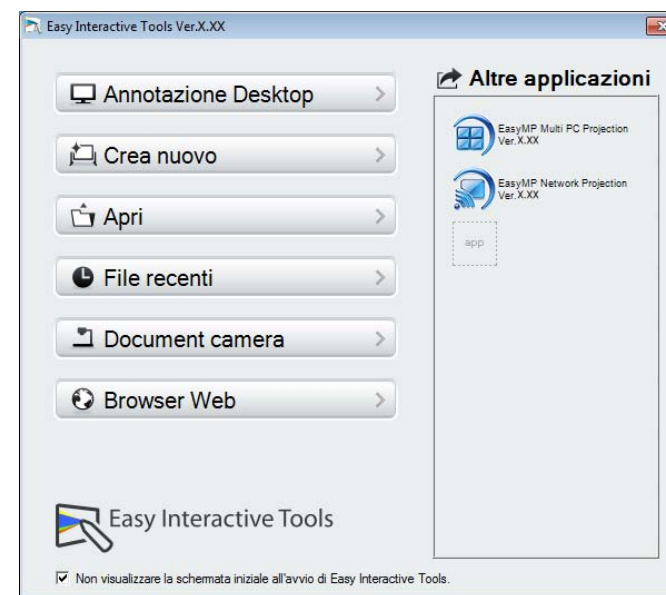 Easy Interactive Tools Ver.X.XX
Annotazione Desktop
Crea nuovo
Apri
File recenti
Document camera
Browser Web
Altre applicazioni
EasyMP Multi PC Projection
Ver.X.XX
EasyMP Network Projection
Ver.X.XX
app
Easy Interactive Tools
Non visualizzare la schermata iniziale all'avvio di Easy Interactive Tools.